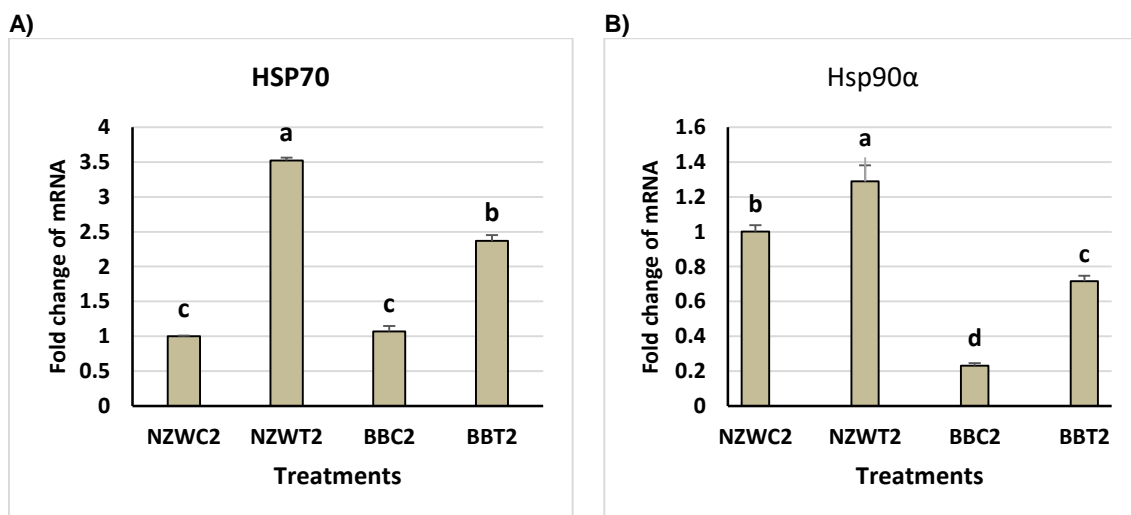 A)
HSP70
Fold change of mRNA
4
3.5
3
2.5
2
1.5
1
0.5
0
c
a
c
b
NZWC2 NZWT2 BBC2 BBT2
Treatments
B)
Hsp90α
Fold change of mRNA
1.6
1.4
1.2
1
0.8
0.6
0.4
0.2
0
b
a
d
c
NZWC2 NZWT2 BBC2 BBT2
Treatments